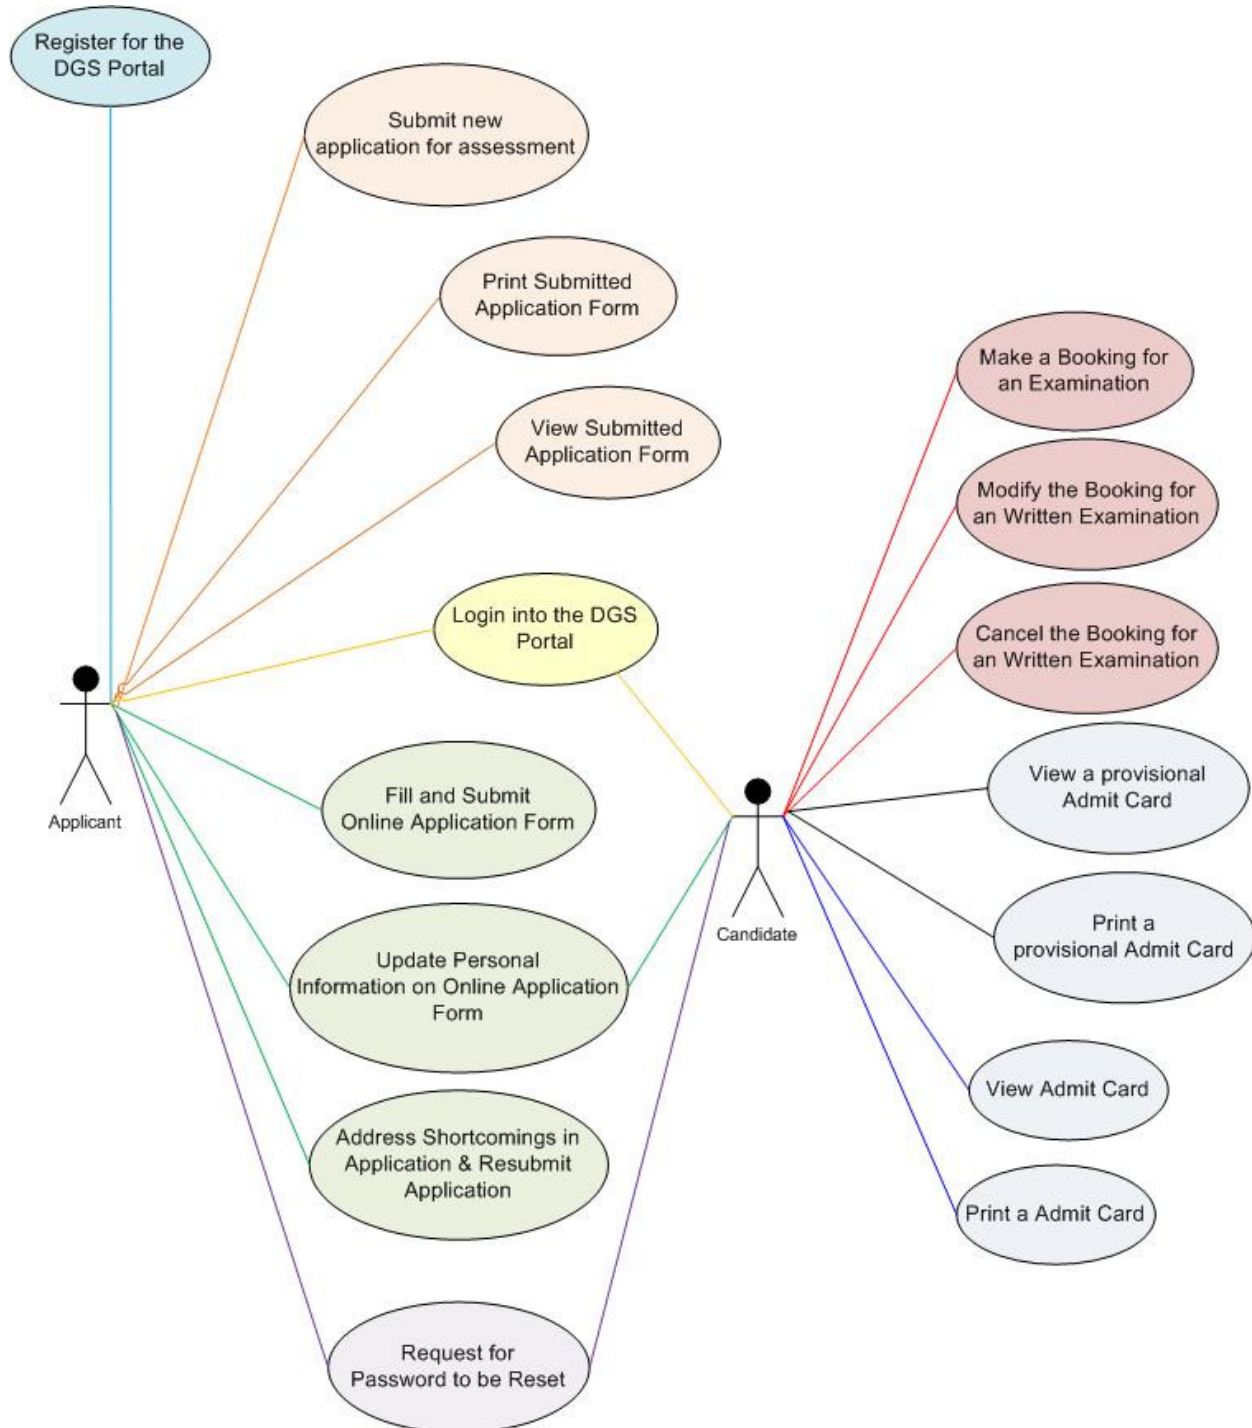 Register for the
DGS Portal
Submit new
application for assessment
Print Submitted
Application Form
View Submitted
Application Form
Login into the DGS
Portal
Applicant
Fill and Submit
Online Application Form
Update Personal
Information on Online Application
Form
Address Shortcomings in
Application & Resubmit
Application
Request for
Password to be Reset
Candidate
Make a Booking for
an Examination
Modify the Booking for
an Written Examination
Cancel the Booking for
an Written Examination
View a provisional
Admit Card
Print a
provisional Admit Card
View Admit Card
Print a Admit Card